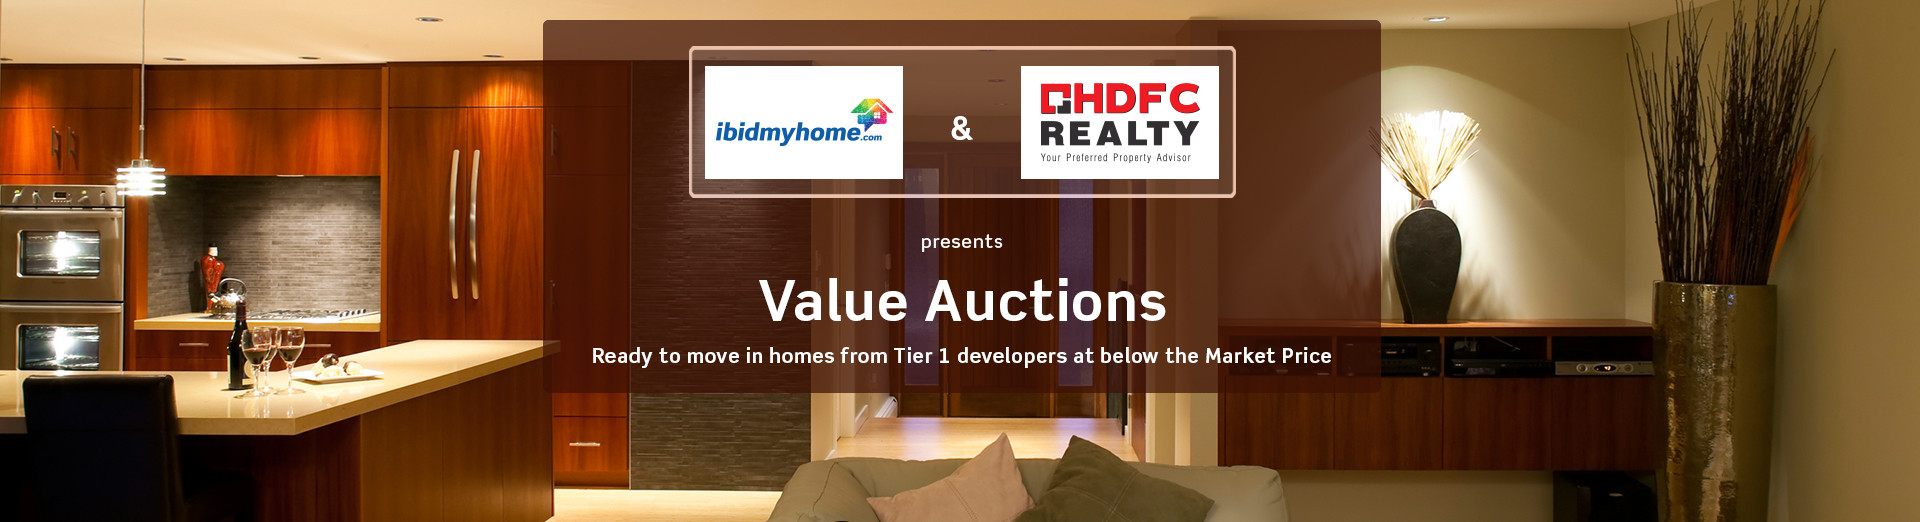 ibidmyhome.com
&
HDFC
REALTY
Your Preferred Property Advisor
presents
Value Auctions
Ready to move in homes from Tier 1 developers at below the Market Price